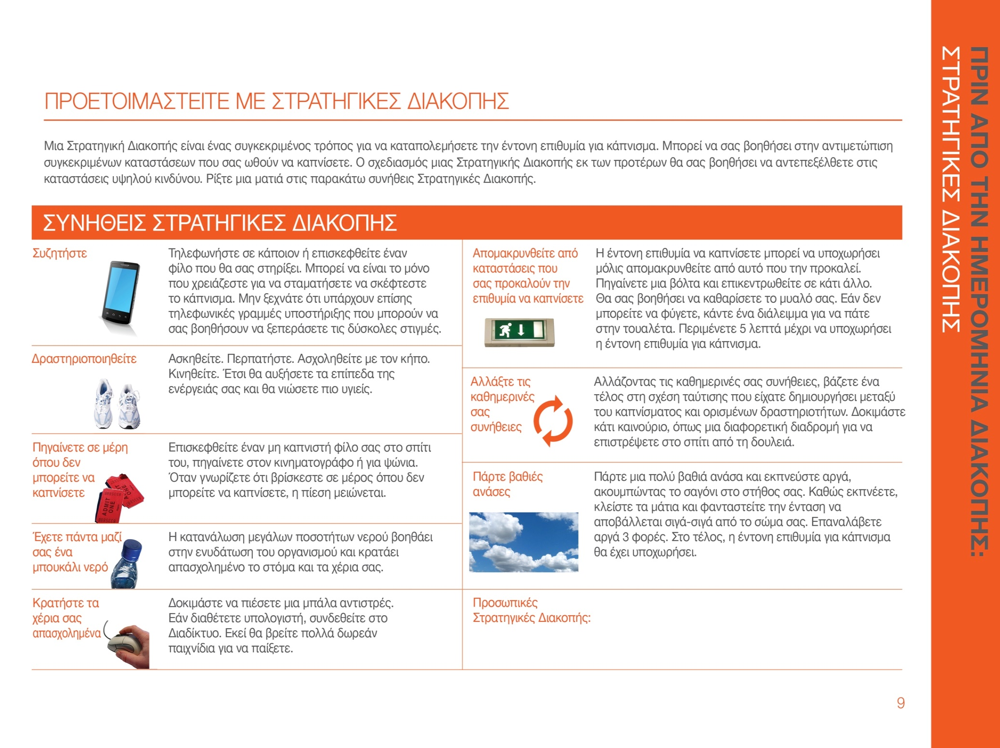 ΠΡΟΕΤΟΙΜΑΣΤΕΙΤΕ ΜΕ ΣΤΡΑΤΗΓΙΚΕΣ ΔΙΑΚΟΠΗΣ
Μια Στρατηγική Διακοπής είναι ένας συγκεκριμένος τρόπος για να καταπολεμήσετε την έντονη επιθυμία για κάπνισμα. Μπορεί να σας βοηθήσει στην αντιμετώπιση
συγκεκριμένων καταστάσεων που σας ωθούν να καπνίσετε. Ο σχεδιασμός μιας Στρατηγικής Διακοπής εκ των προτέρων θα σας βοηθήσει να αντεπεξέλθετε στις
καταστάσεις υψηλού κινδύνου. Ρίξτε μια ματιά στις παρακάτω συνήθεις Στρατηγικές Διακοπής.
ΣΥΝΗΘΕΙΣ ΣΤΡΑΤΗΓΙΚΕΣ ΔΙΑΚΟΠΗΣ
Συζητήστε
Τηλεφωνήστε σε κάποιον ή επισκεφθείτε έναν
φίλο που θα σας στηρίξει. Μπορεί να είναι το μόνο
που χρειάζεστε για να σταματήσετε να σκέφτεστε
το κάπνισμα. Μην ξεχνάτε ότι υπάρχουν επίσης
τηλεφωνικές γραμμές υποστήριξης που μπορούν να
σας βοηθήσουν να ξεπεράσετε τις δύσκολες στιγμές.
Δραστηριοποιηθείτε
Ασκηθείτε. Περπατήστε. Ασχοληθείτε με τον κήπο.
Κινηθείτε. Έτσι θα αυξήσετε τα επίπεδα της
ενέργειάς σας και θα νιώσετε πιο υγιείς.
Πηγαίνετε σε μέρη
όπου δεν
μπορείτε να
καπνίσετε
ADMIT
ONE
Επισκεφθείτε έναν μη καπνιστή φίλο σας στο σπίτι
του, πηγαίνετε στον κινηματογράφο ή για ψώνια.
Όταν γνωρίζετε ότι βρίσκεστε σε μέρος όπου δεν
μπορείτε να καπνίσετε, η πίεση μειώνεται.
Έχετε πάντα μαζί
σας ένα
μπουκάλι νερό
Η κατανάλωση μεγάλων ποσοτήτων νερού βοηθάει
στην ενυδάτωση του οργανισμού και κρατάει
απασχολημένο το στόμα και τα χέρια σας.
Κρατήστε τα
χέρια σας
απασχολημένα
Δοκιμάστε να πιέσετε μια μπάλα αντιστρές.
Εάν διαθέτετε υπολογιστή, συνδεθείτε στο
Διαδίκτυο. Εκεί θα βρείτε πολλά δωρεάν
παιχνίδια για να παίξετε.
Απομακρυνθείτε από
καταστάσεις που
σας προκαλούν την
επιθυμία να καπνίσετε
Η έντονη επιθυμία να καπνίσετε μπορεί να υποχωρήσει
μόλις απομακρυνθείτε από αυτό που την προκαλεί.
Πηγαίνετε μια βόλτα και επικεντρωθείτε σε κάτι άλλο.
Θα σας βοηθήσει να καθαρίσετε το μυαλό σας. Εάν δεν
μπορείτε να φύγετε, κάντε ένα διάλειμμα για να πάτε
στην τουαλέτα. Περιμένετε 5 λεπτά μέχρι να υποχωρήσει
η έντονη επιθυμία για κάπνισμα.
Αλλάξτε τις
καθημερινές
σας
συνήθειες
Αλλάζοντας τις καθημερινές σας συνήθειες, βάζετε ένα
τέλος στη σχέση ταύτισης που είχατε δημιουργήσει μεταξύ
του καπνίσματος και ορισμένων δραστηριοτήτων. Δοκιμάστε
κάτι καινούριο, όπως μια διαφορετική διαδρομή για να
επιστρέψετε στο σπίτι από τη δουλειά.
Πάρτε βαθιές
ανάσες
Πάρτε μια πολύ βαθιά ανάσα και εκπνεύστε αργά,
ακουμπώντας το σαγόνι στο στήθος σας. Καθώς εκπνέετε,
κλείστε τα μάτια και φανταστείτε την ένταση να
αποβάλλεται σιγά-σιγά από το σώμα σας. Επαναλάβετε
αργά 3 φορές. Στο τέλος, η έντονη επιθυμία για κάπνισμα
θα έχει υποχωρήσει.
Προσωπικές
Στρατηγικές Διακοπής:
9
ΠΡΙΝ ΑΠΟ ΤΗΝ ΗΜΕΡΟΜΗΝΙΑ ΔΙΑΚΟΠΗΣ:
ΣΤΡΑΤΗΓΙΚΕΣ ΔΙΑΚΟΠΗΣ